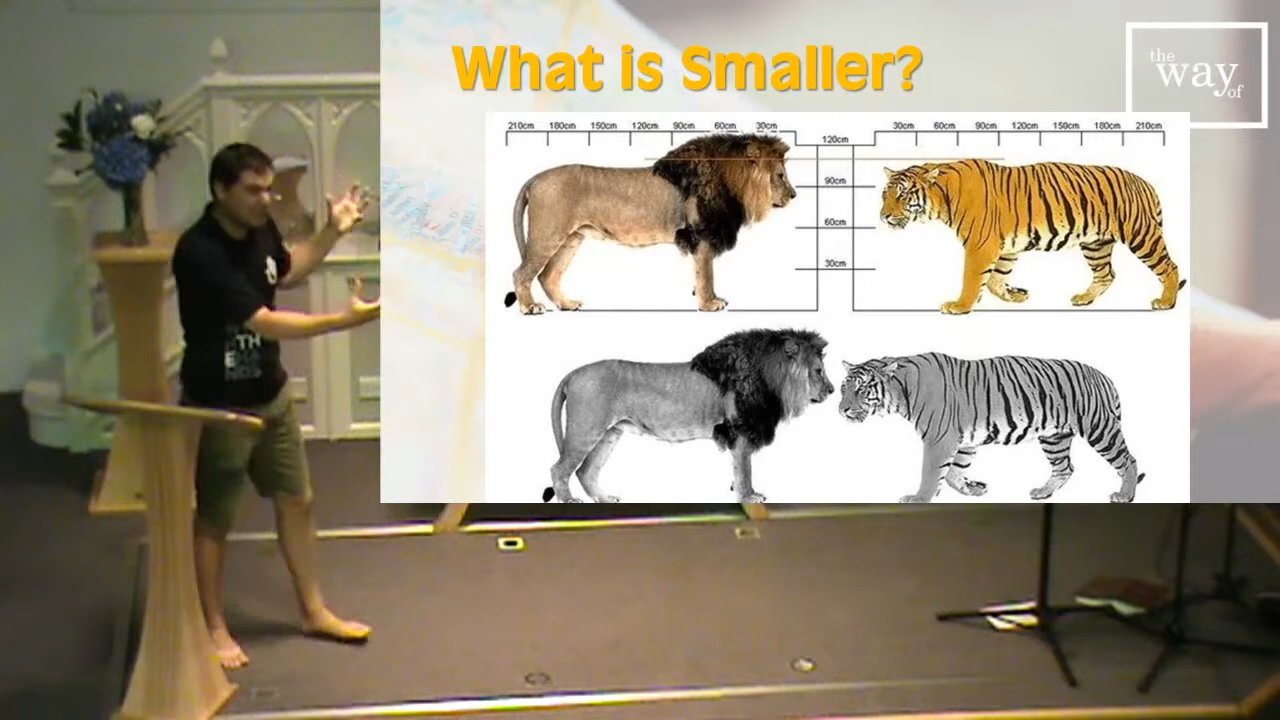 What is Smaller?
the
way
of
210cm 180cm 150cm 120cm 90cm 60cm 30cm
30cm 60cm 90cm 120cm 150cm 180cm 210cm
120cm
90cm
60cm
30cm